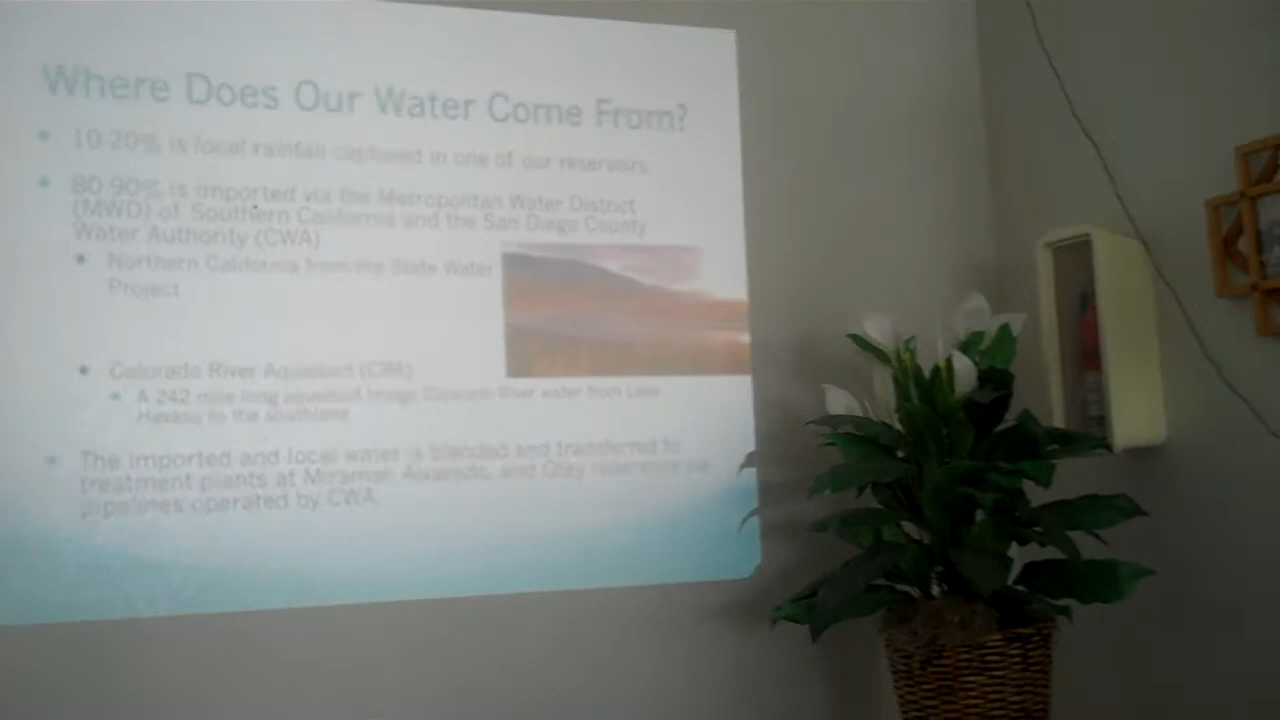 Where Does Our Water Come From?
10-20% is local rainfall captured in one of our reservoirs
80-90% is imported via the Metropolitan Water District
(MWD) of Southern California and the San Diego County
Water Authority (CWA)
Northern California from the State Water
Project
Colorado River Aqueduct (CRA)
A 242 mile long aqueduct brings Colorado River water from Lake
Havasu to the southland
The imported and local water is blended and transferred to
treatment plants at Miramar, Alvarado, and Otay reservoirs via
pipelines operated by CWA.